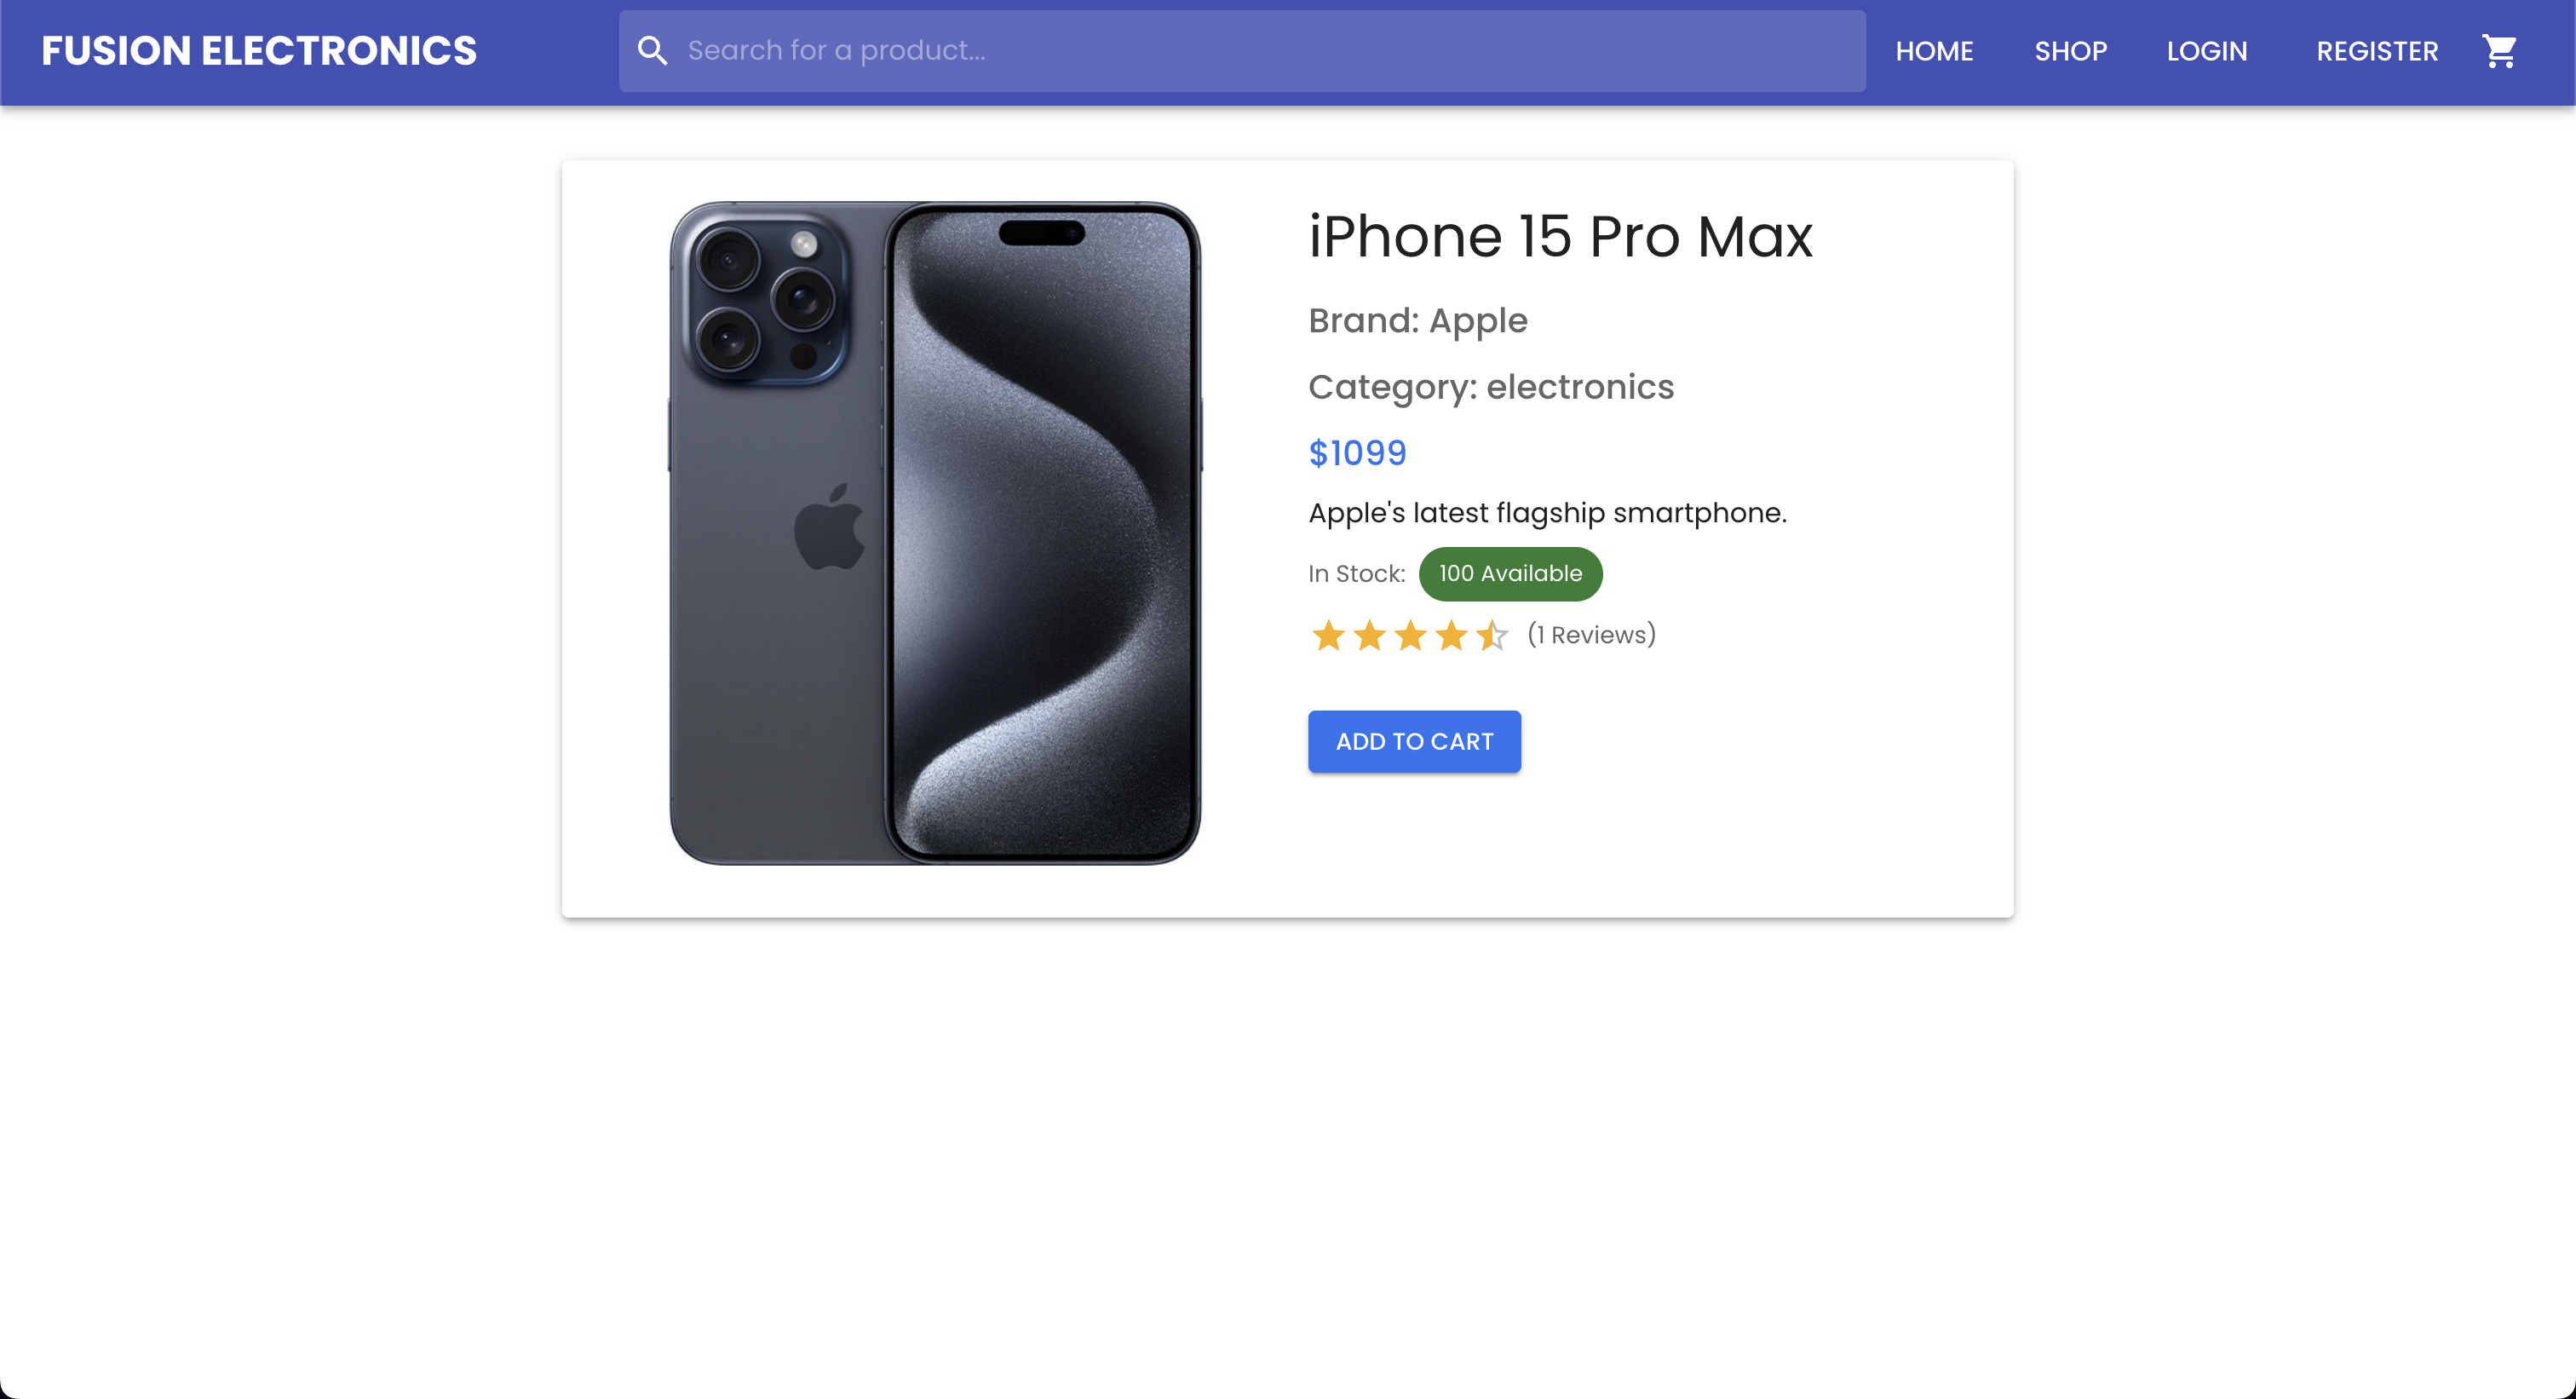 FUSION ELECTRONICS
Search for a product...
HOME
SHOP
LOGIN
REGISTER
iPhone 15 Pro Max
Brand: Apple
Category: electronics
$1099
Apple's latest flagship smartphone.
In Stock: 100 Available
(1 Reviews)
ADD TO CART